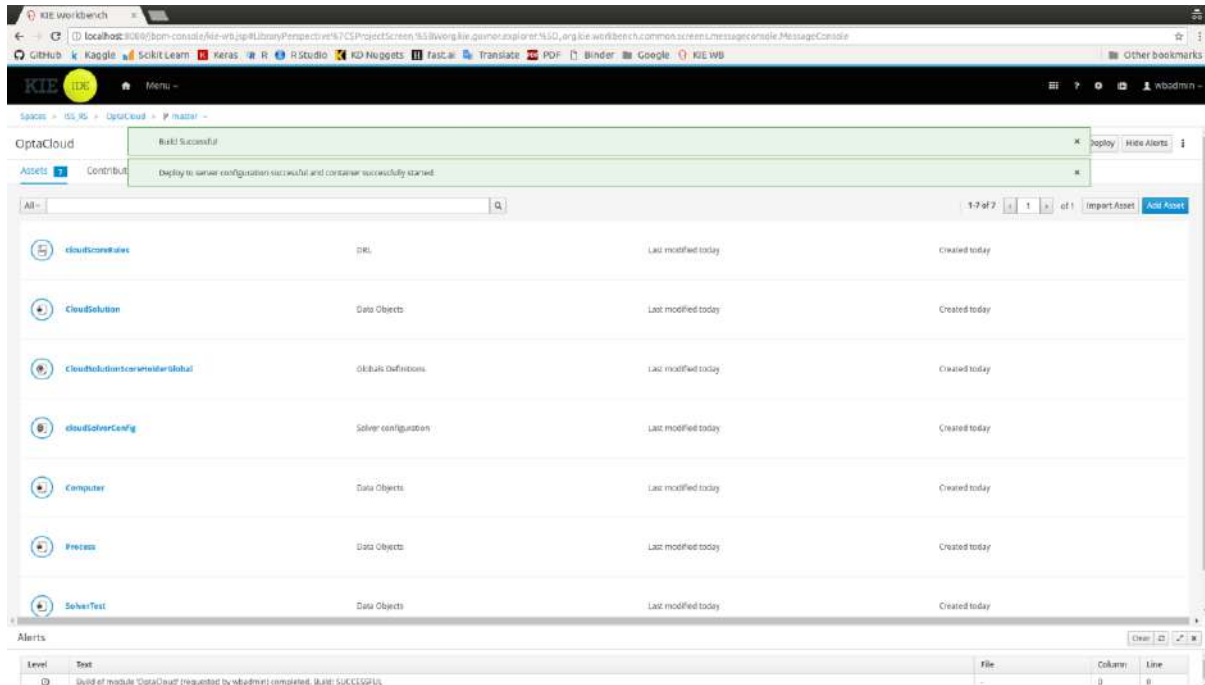 KIE Workbench
localhost:8080/jbpm-console/kie-wb.jsp#LibraryPerspective%7C$ProjectScreen,%5Bworg.kie.guvnor.explorer.%5D,org.kie.workbench.common.screens.messageconsole.MessageConsole
GitHub Kaggle Scikit Learn Keras R RStudio KD Nuggets fast.ai Translate PDF Binder Google KIE WB Other bookmarks
KIE IDE Menu wbadmin
Spaces > ISS_RS > OptaCloud > master
Build Successful
OptaCloud Deploy Hide Alerts
Assets 7 Contribut
Deploy to server configuration successful and container successfully started.
All 1-7 of 7 1 of 1 Import Asset Add Asset
cloudScoreRules DRL Last modified today Created today
CloudSolution Data Objects Last modified today Created today
CloudSolutionScoreHolderGlobal Globals Definitions Last modified today Created today
cloudSolverConfig Solver configuration Last modified today Created today
Computer Data Objects Last modified today Created today
Process Data Objects Last modified today Created today
SolverTest Data Objects Last modified today Created today
Alerts Clear
Level Text File Column Line
Build of module 'OptaCloud' (requested by wbadmin) completed. Build: SUCCESSFUL - 0 0